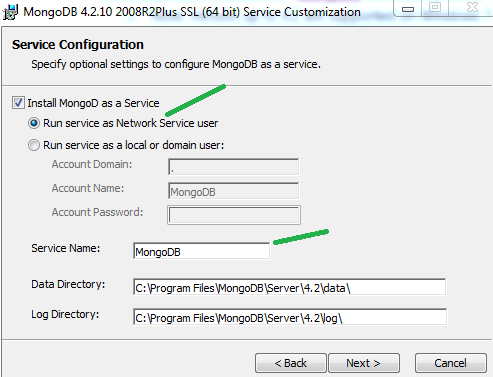 MongoDB 4.2.10 2008R2Plus SSL (64 bit) Service Customization
Service Configuration
Specify optional settings to configure MongoDB as a service.
Install MongoD as a Service
Run service as Network Service user
Run service as a local or domain user:
Account Domain:
.
Account Name:
MongoDB
Account Password:
Service Name:
MongoDB
Data Directory:
C:\Program Files\MongoDB\Server\4.2\data\
Log Directory:
C:\Program Files\MongoDB\Server\4.2\log\
< Back
Next >
Cancel